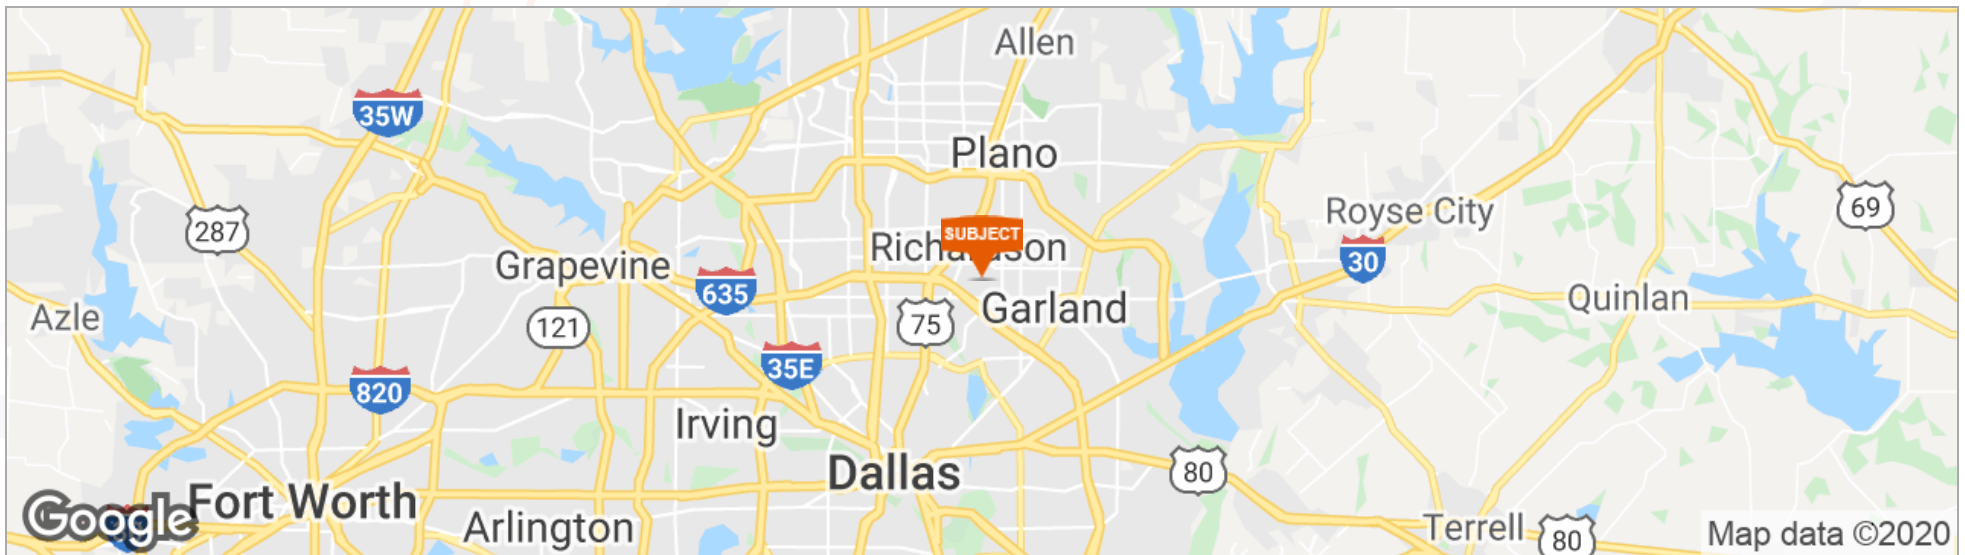 Allen
35W
Plano
Royse City
69
287
SUBJECT
Richardson
Grapevine
30
635
Quinlan
Azle
121
75
Garland
35E
820
Irving
Dallas
80
Fort Worth
Google
Arlington
Terrell
80
Map data ©2020